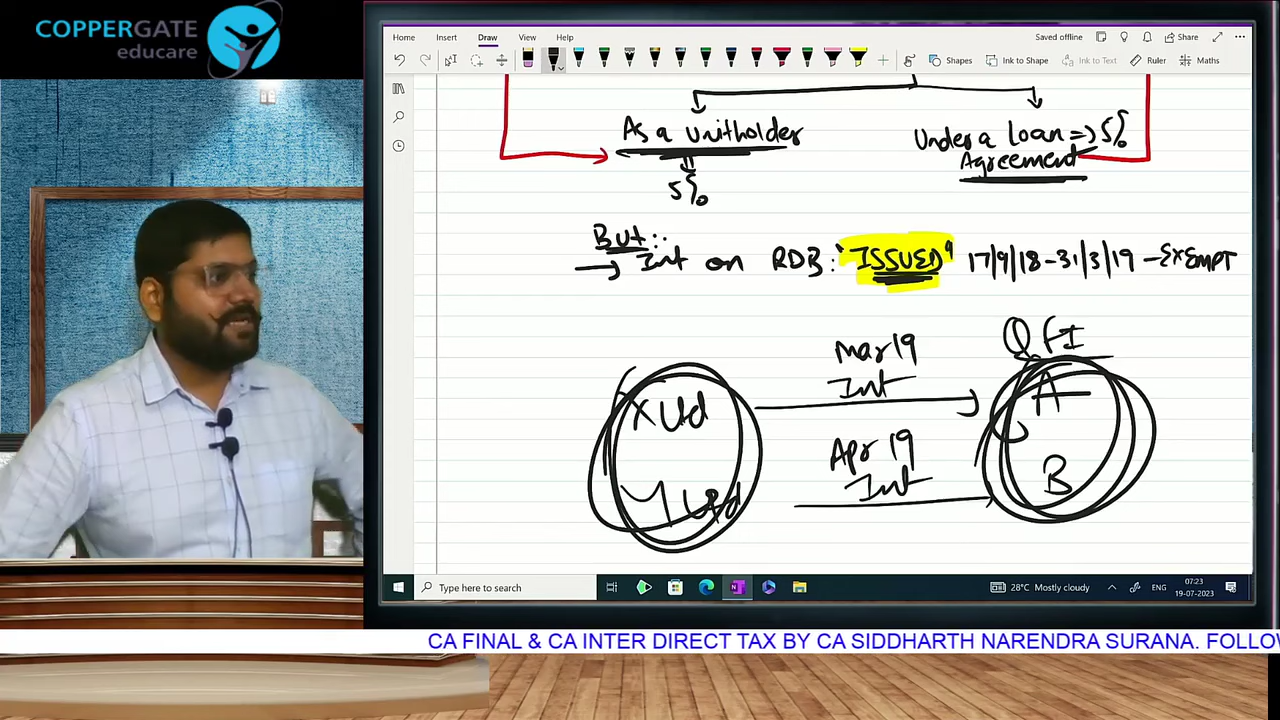 COPPERGATE
educare
Home Insert Draw View Help
Saved offline
Share
Shapes
Ink to Shape
Ink to Text
Ruler
Maths
As a unitholder
5%
Under a loan => 5%
Agreement
But:
→ Int on RDB: "ISSUED" 17/9/18-31/3/19 - EXEMPT
Mar 19
Int
QFI
X Ltd
A
Apr 19
Int
Y Ltd
B
Type here to search
28°C Mostly cloudy
ENG
07:23
19-07-2023
CA FINAL & CA INTER DIRECT TAX BY CA SIDDHARTH NARENDRA SURANA. FOLLO